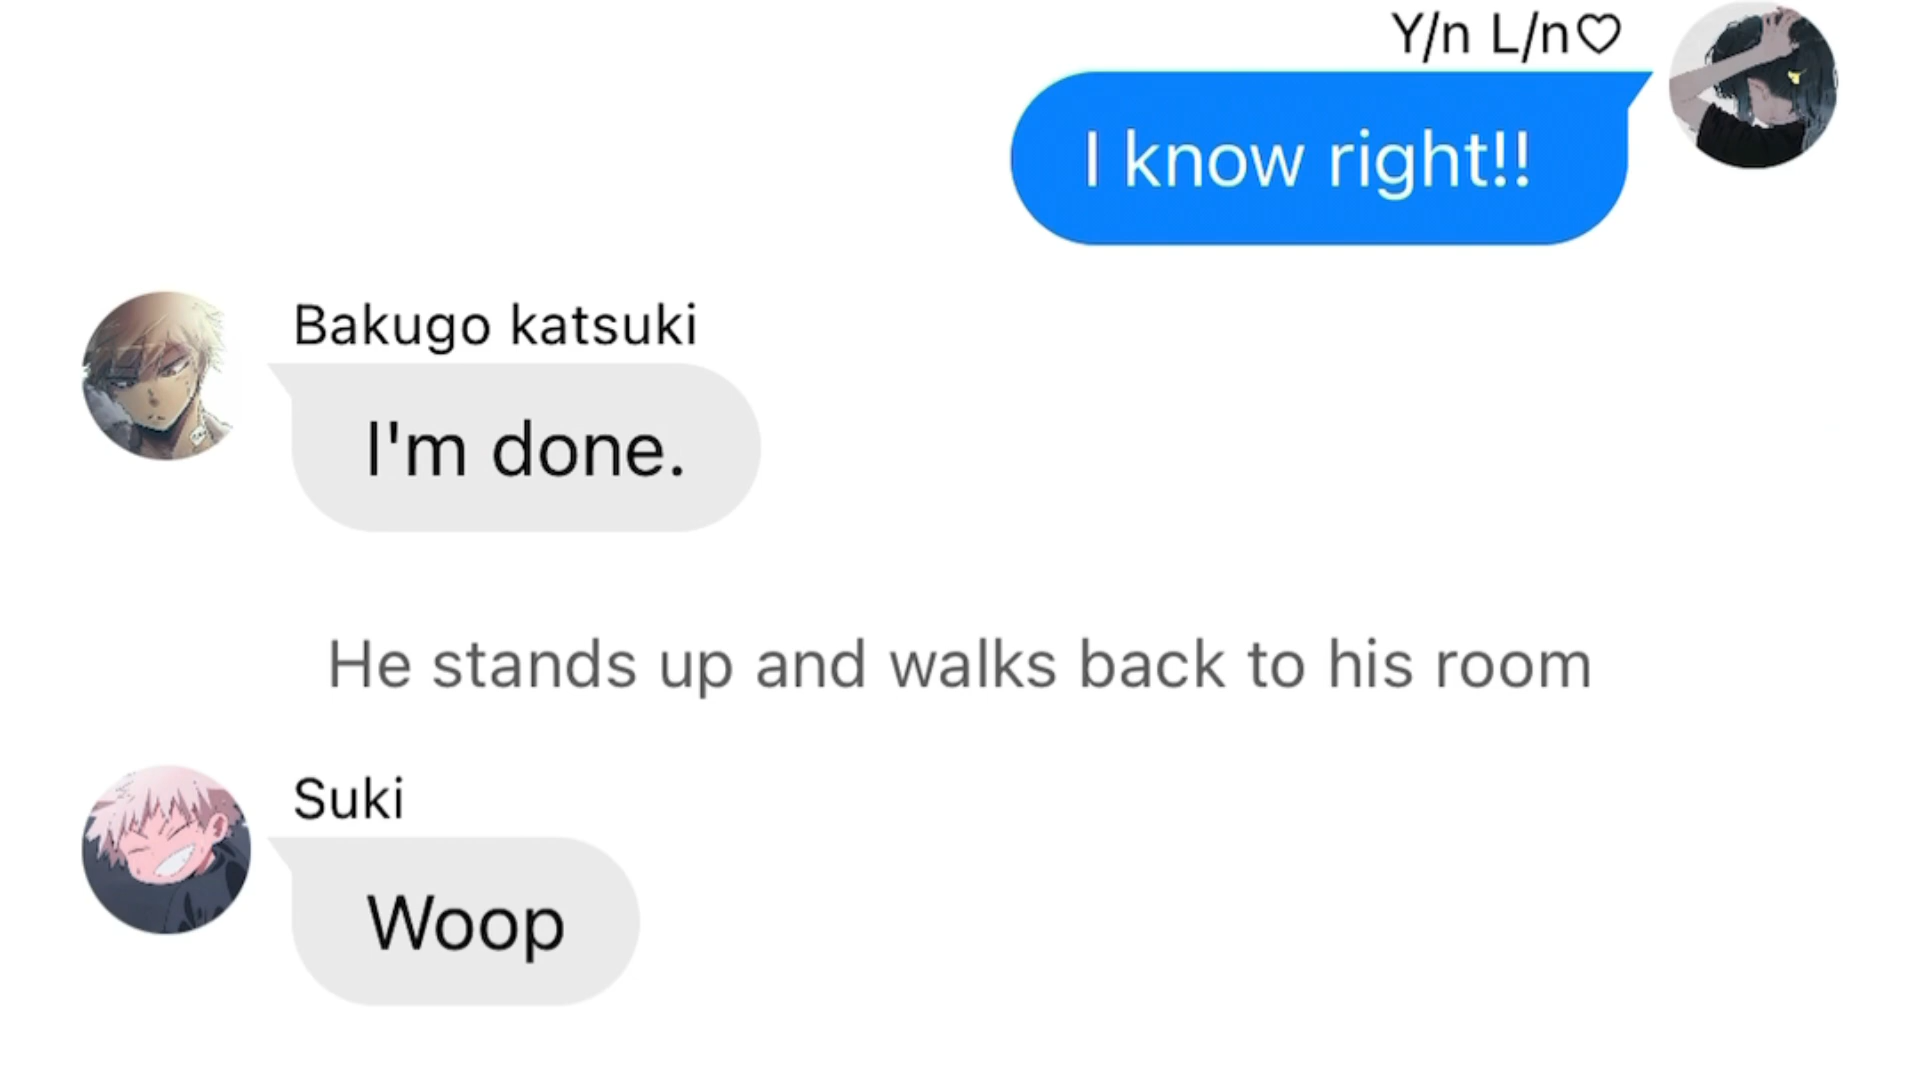 Y/n L/n♡
I know right!!
Bakugo katsuki
I'm done.
He stands up and walks back to his room
Suki
Woop